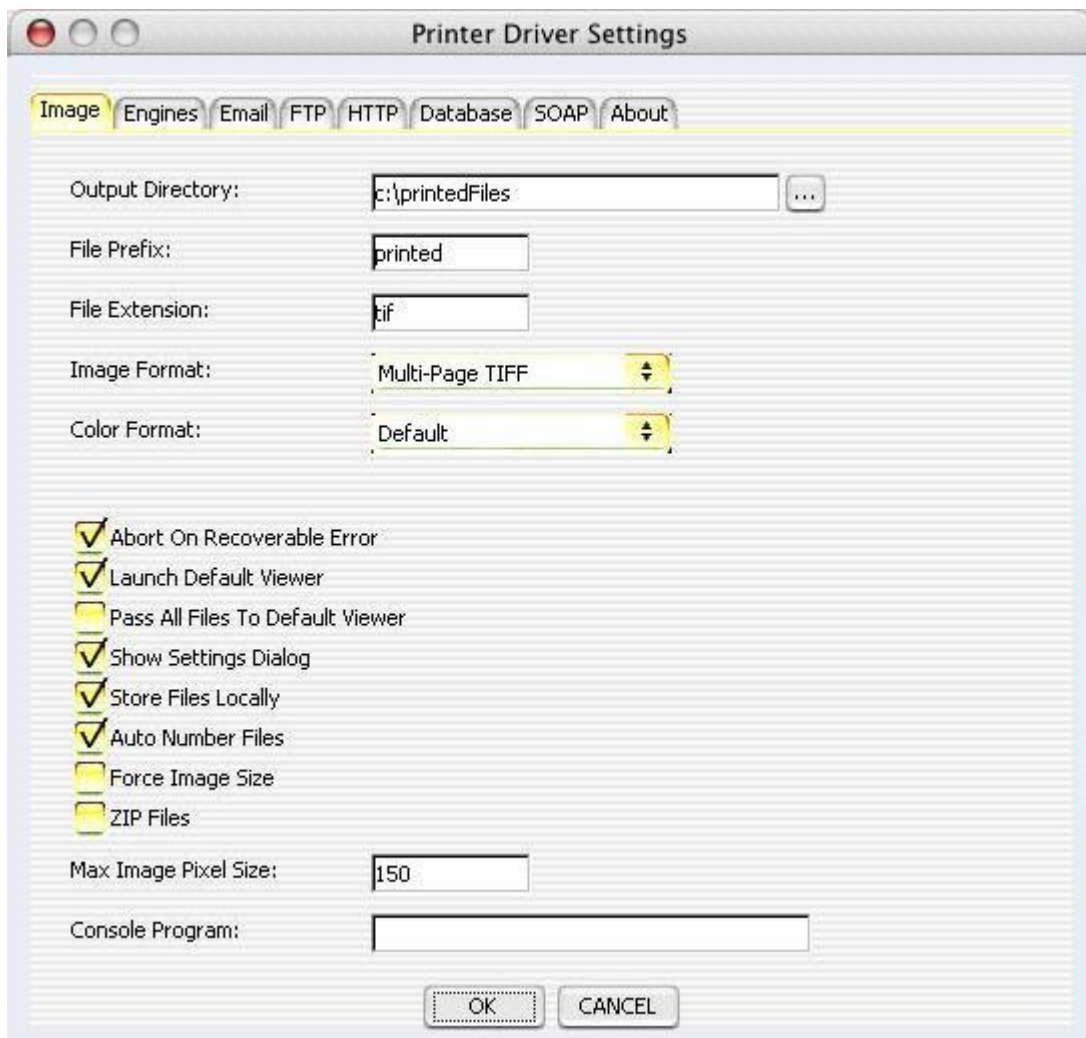 Printer Driver Settings
Image Engines Email FTP HTTP Database SOAP About
Output Directory: c:\printedFiles ...
File Prefix: printed
File Extension: tif
Image Format: Multi-Page TIFF
Color Format: Default
Abort On Recoverable Error
Launch Default Viewer
Pass All Files To Default Viewer
Show Settings Dialog
Store Files Locally
Auto Number Files
Force Image Size
ZIP Files
Max Image Pixel Size: 150
Console Program:
OK CANCEL